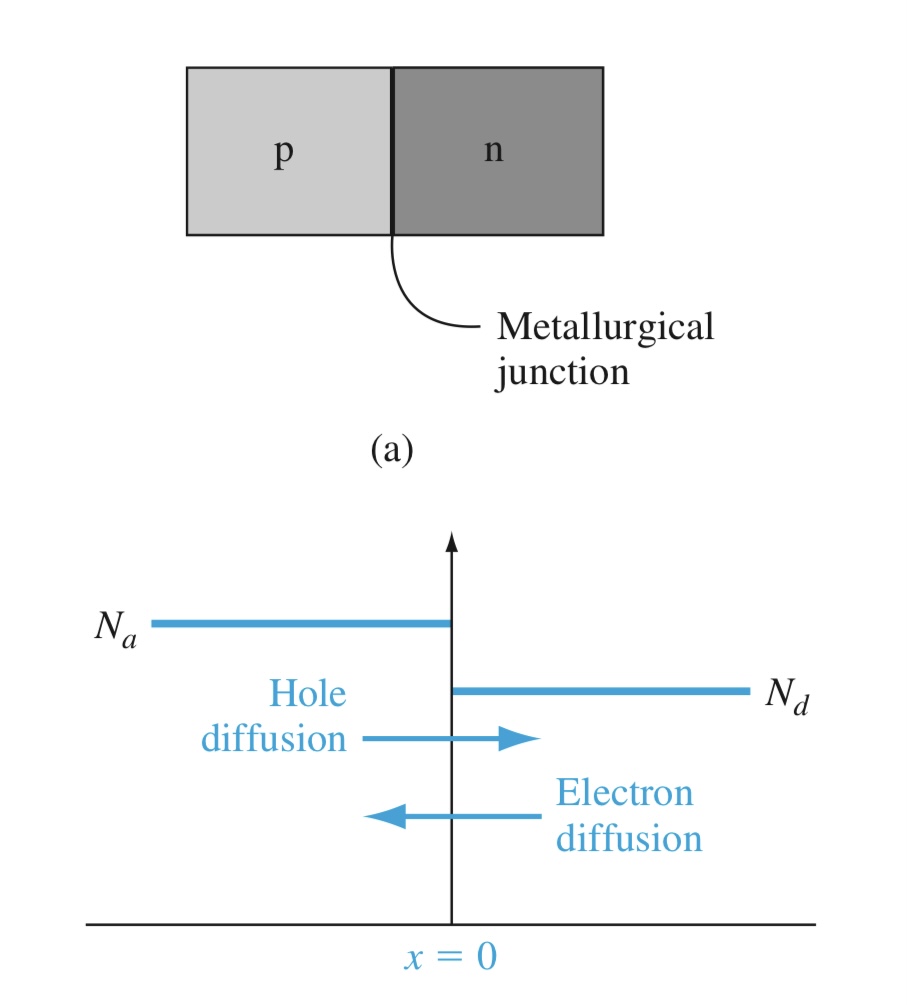 p
n
Metallurgical
junction
(a)
N_a
Hole
diffusion
N_d
Electron
diffusion
x = 0